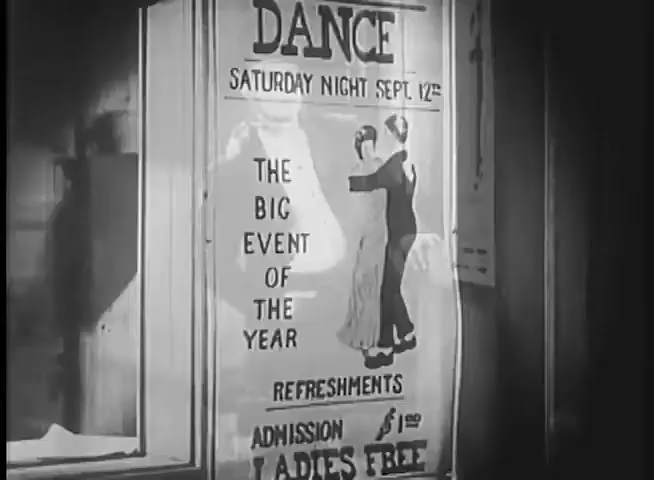 DANCE
SATURDAY NIGHT SEPT. 12TH
THE
BIG
EVENT
OF
THE
YEAR
REFRESHMENTS
ADMISSION $1.00
LADIES FREE